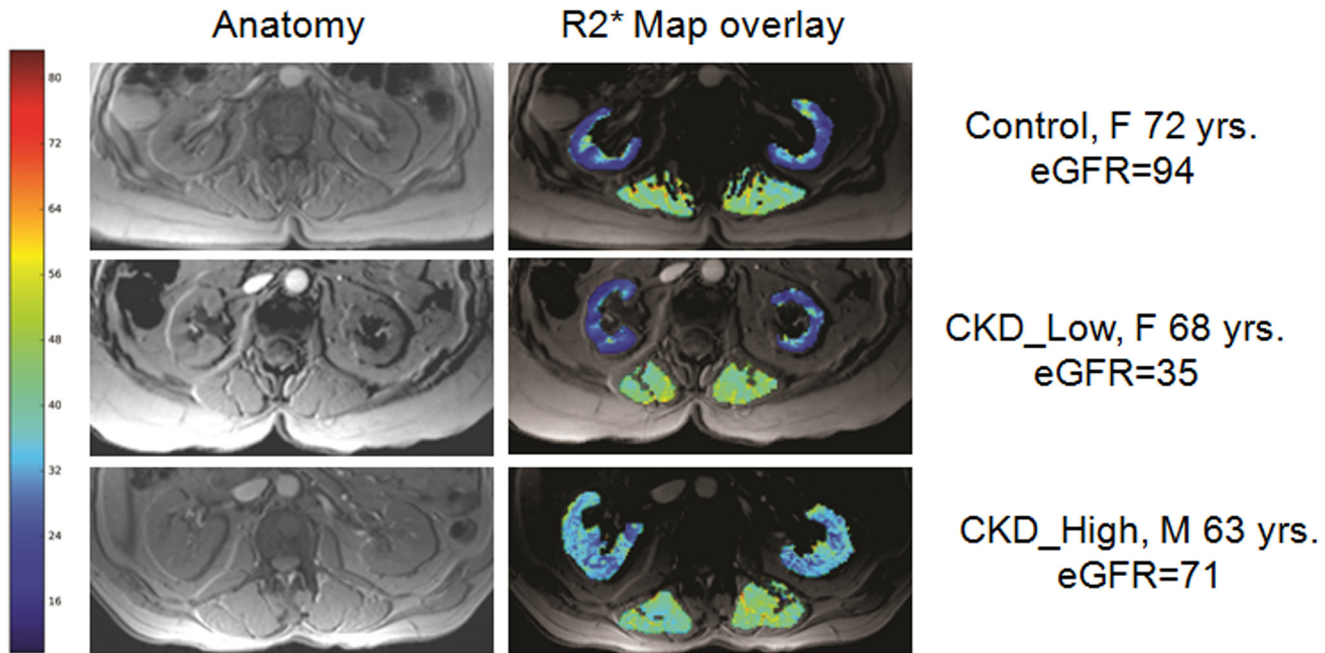 Anatomy
R2* Map overlay
80
72
64
56
48
40
32
24
16
Control, F 72 yrs.
eGFR=94
CKD_Low, F 68 yrs.
eGFR=35
CKD_High, M 63 yrs.
eGFR=71